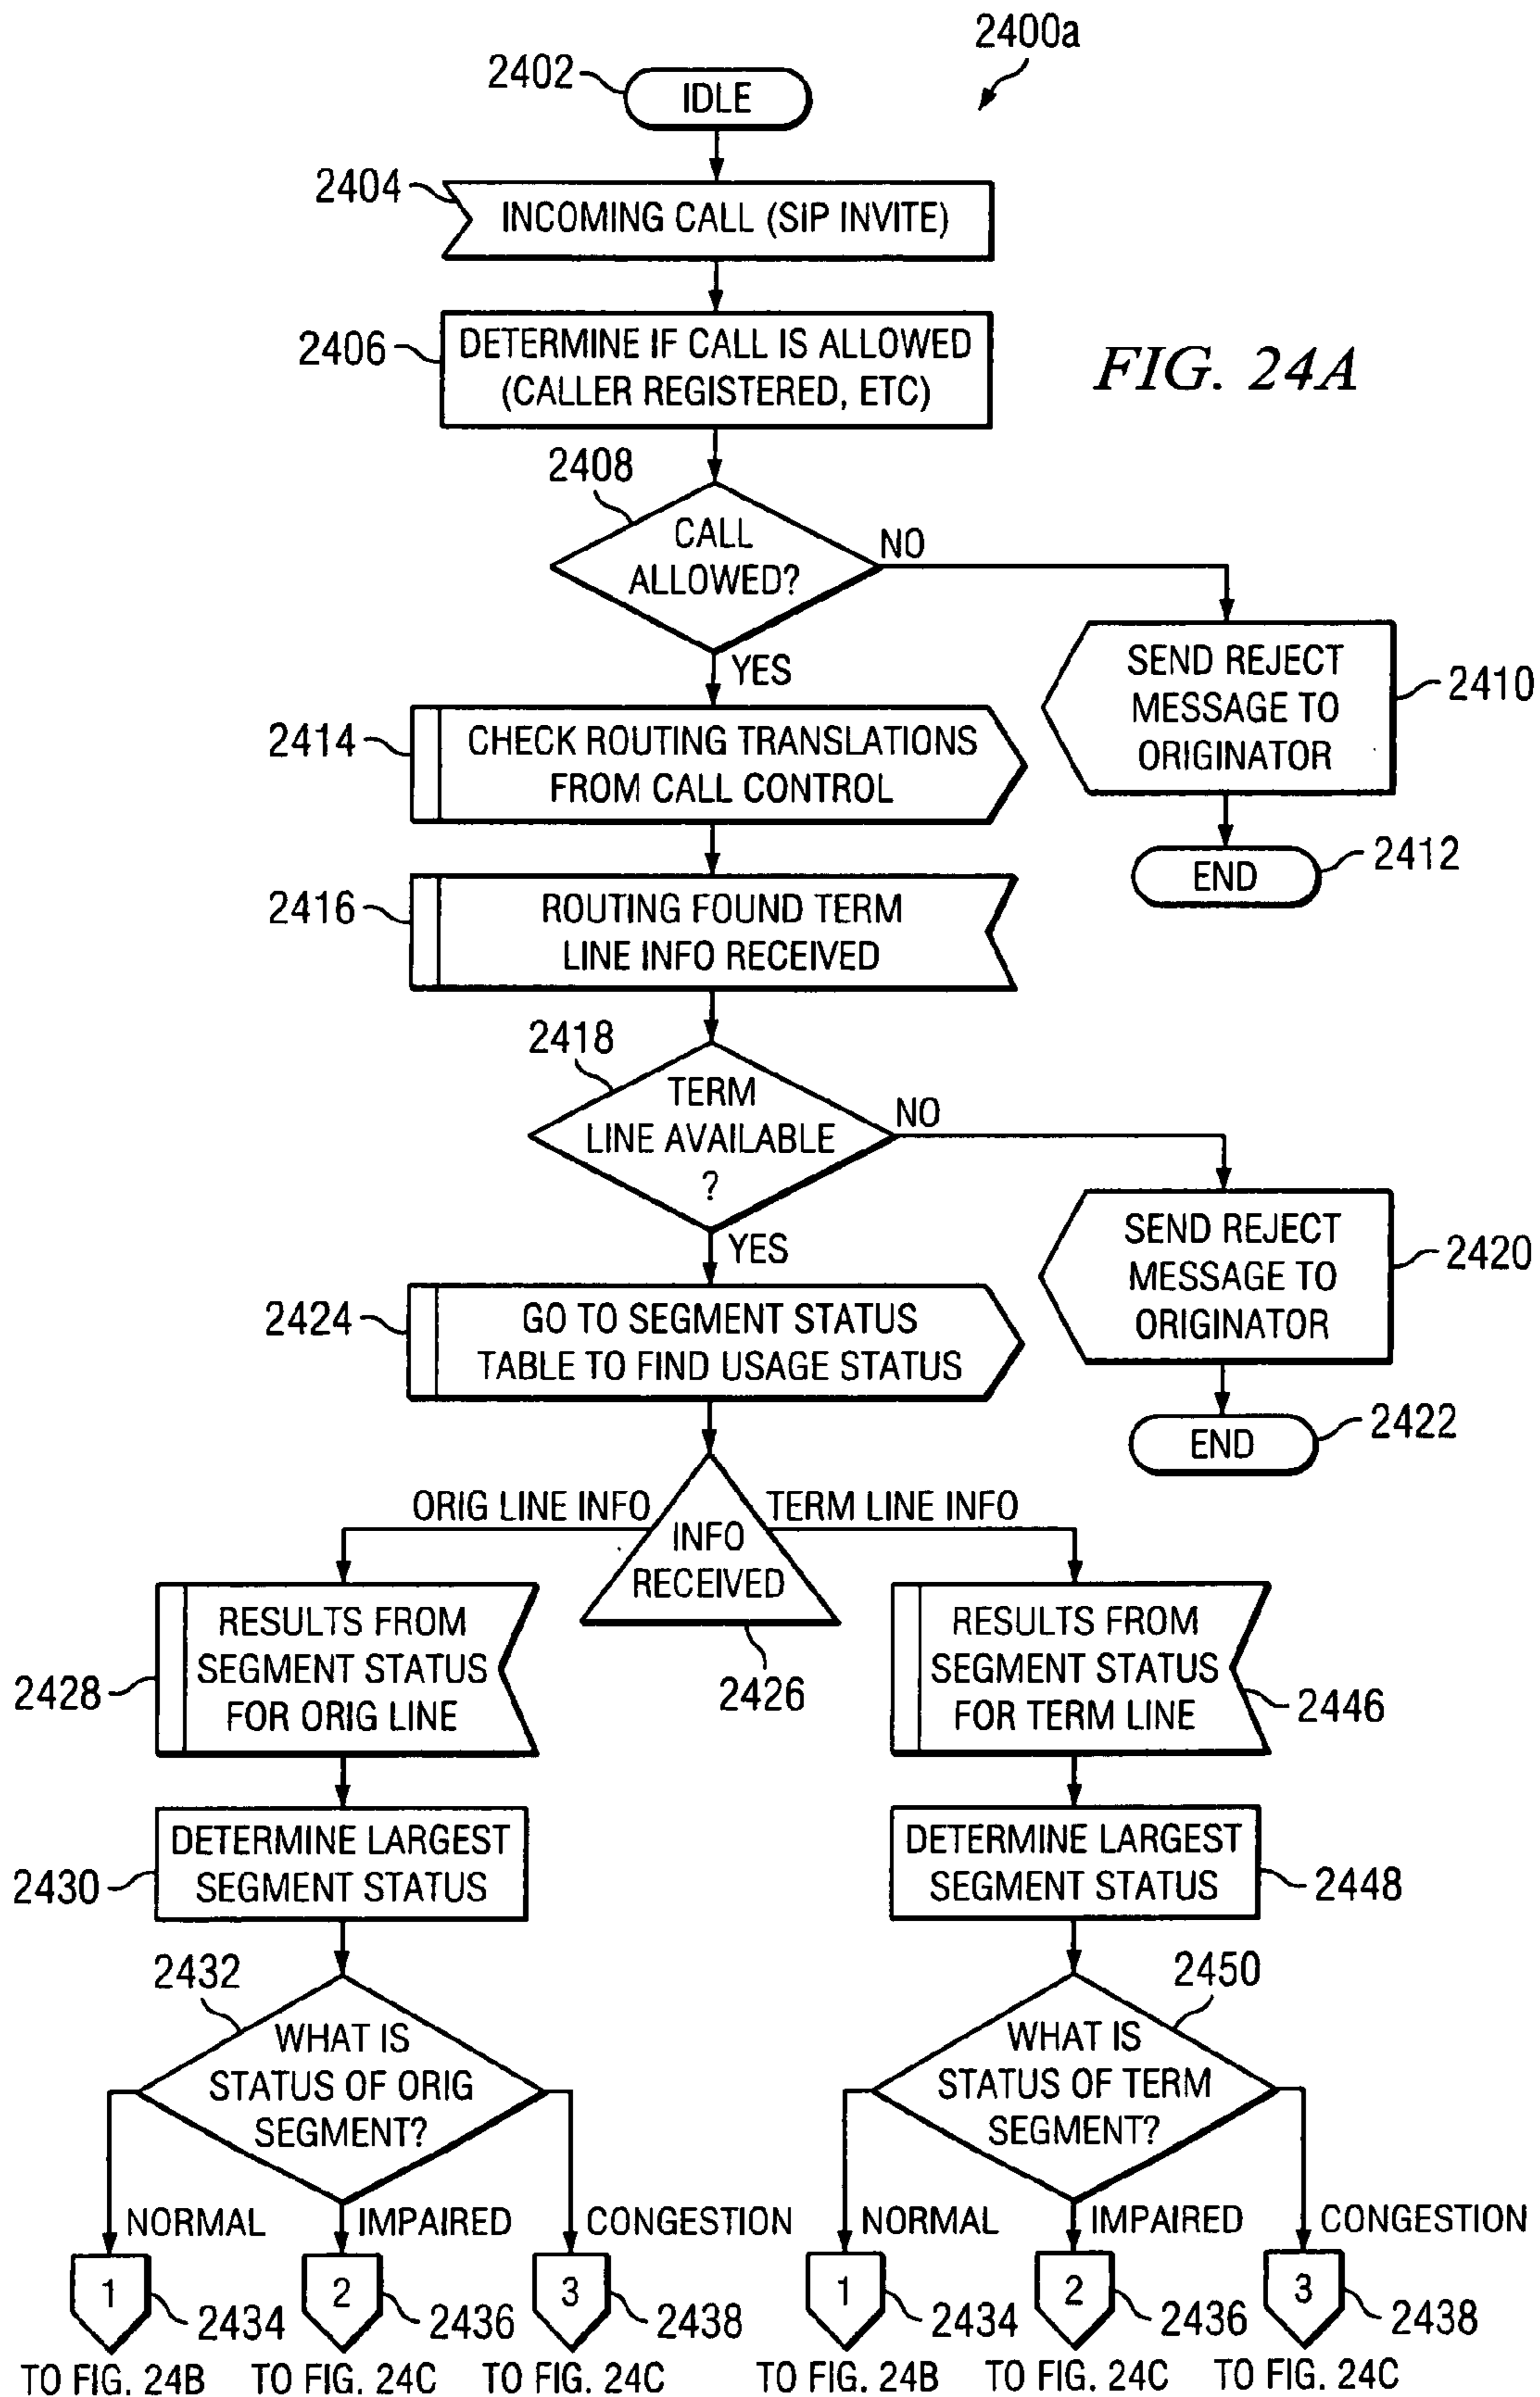 2400a
2402
IDLE
2404
INCOMING CALL (SIP INVITE)
2406
DETERMINE IF CALL IS ALLOWED
(CALLER REGISTERED, ETC)
FIG. 24A
2408
CALL
ALLOWED?
NO
YES
SEND REJECT
MESSAGE TO
ORIGINATOR
2410
END
2412
2414
CHECK ROUTING TRANSLATIONS
FROM CALL CONTROL
2416
ROUTING FOUND TERM
LINE INFO RECEIVED
2418
TERM
LINE AVAILABLE
?
NO
YES
SEND REJECT
MESSAGE TO
ORIGINATOR
2420
END
2422
2424
GO TO SEGMENT STATUS
TABLE TO FIND USAGE STATUS
ORIG LINE INFO
TERM LINE INFO
INFO
RECEIVED
2426
2428
RESULTS FROM
SEGMENT STATUS
FOR ORIG LINE
RESULTS FROM
SEGMENT STATUS
FOR TERM LINE
2446
2430
DETERMINE LARGEST
SEGMENT STATUS
DETERMINE LARGEST
SEGMENT STATUS
2448
2432
WHAT IS
STATUS OF ORIG
SEGMENT?
2450
WHAT IS
STATUS OF TERM
SEGMENT?
NORMAL
IMPAIRED
CONGESTION
NORMAL
IMPAIRED
CONGESTION
1
2434
2
2436
3
2438
1
2434
2
2436
3
2438
TO FIG. 24B
TO FIG. 24C
TO FIG. 24C
TO FIG. 24B
TO FIG. 24C
TO FIG. 24C